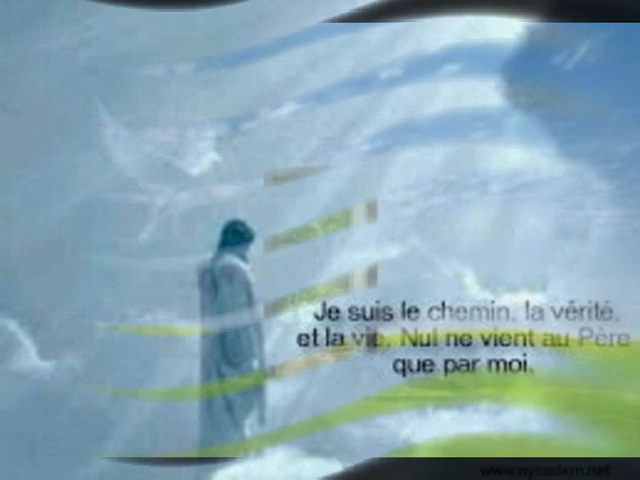 Je suis le chemin, la vérité,
et la vie. Nul ne vient au Père
que par moi.